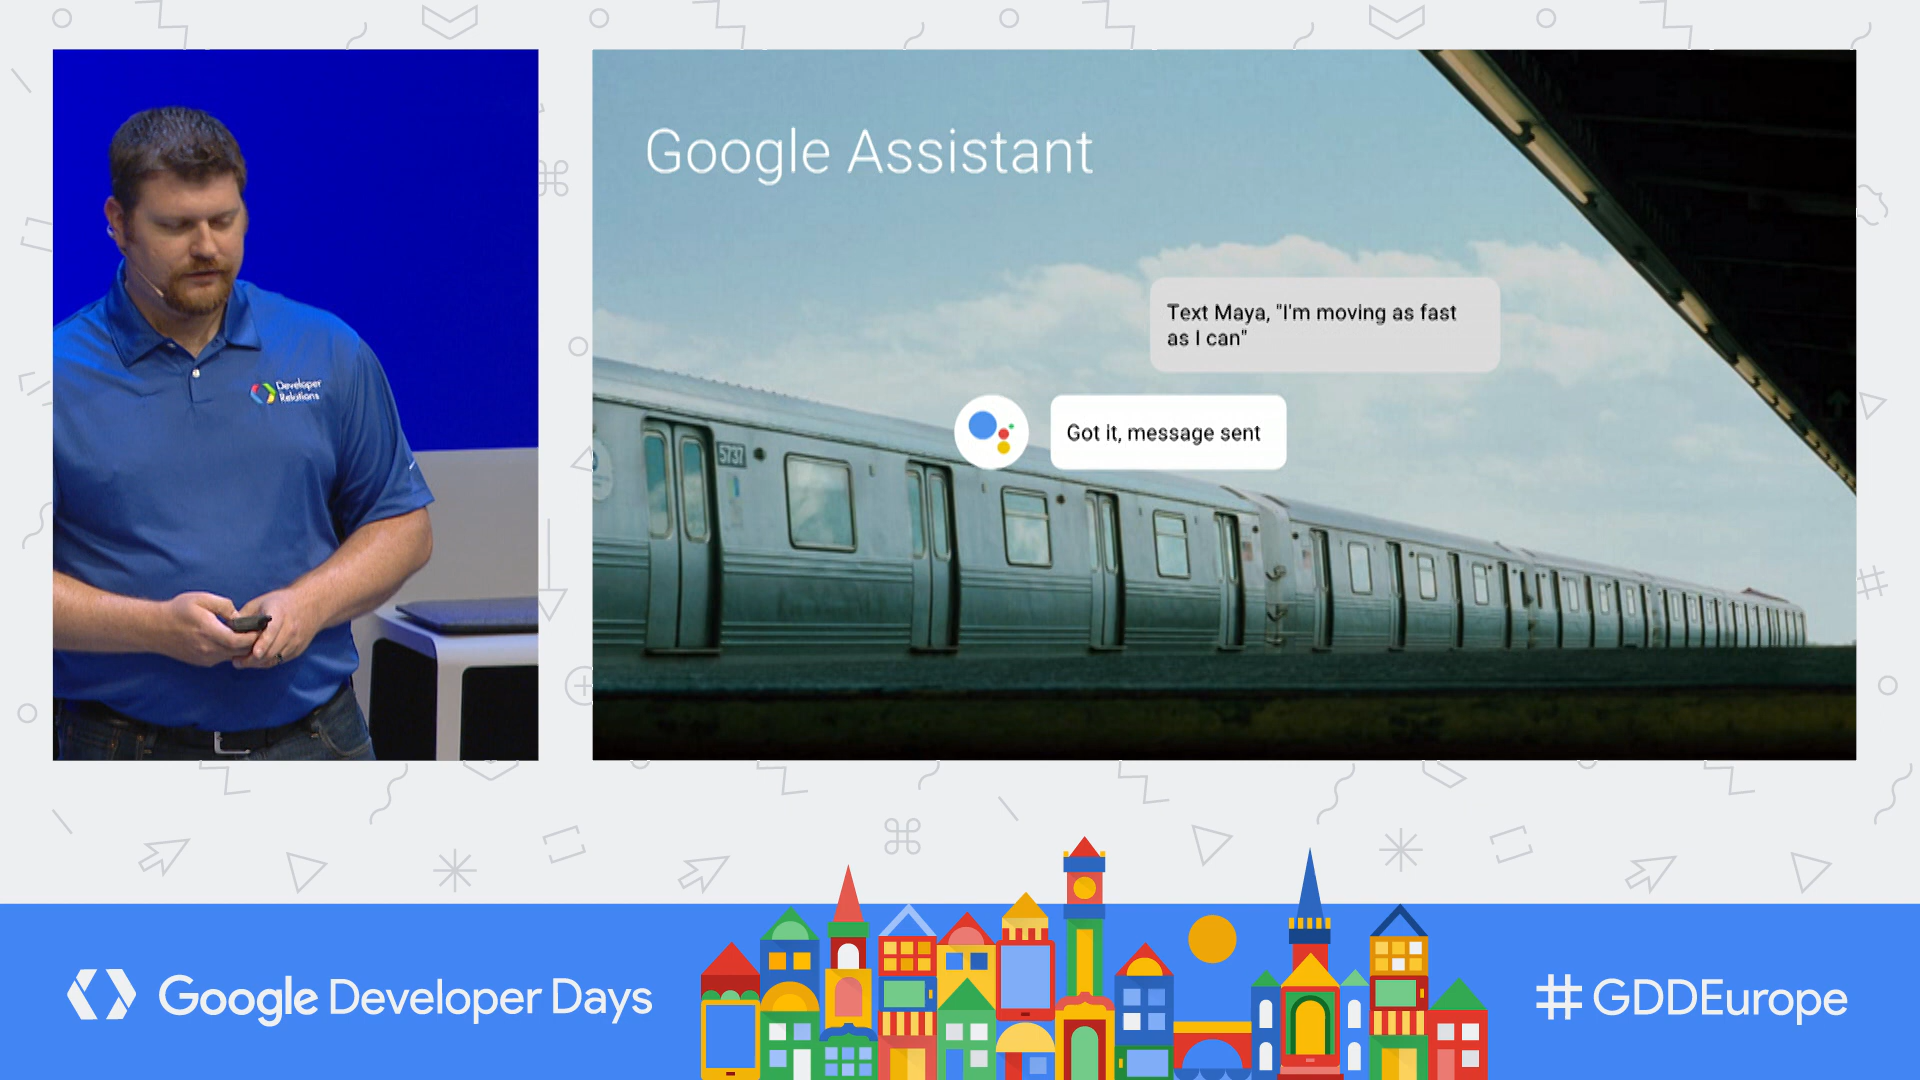 Google Assistant
Text Maya, "I'm moving as fast
as I can"
Got it, message sent
5737
Developer
Relations
Google Developer Days
#GDDEurope